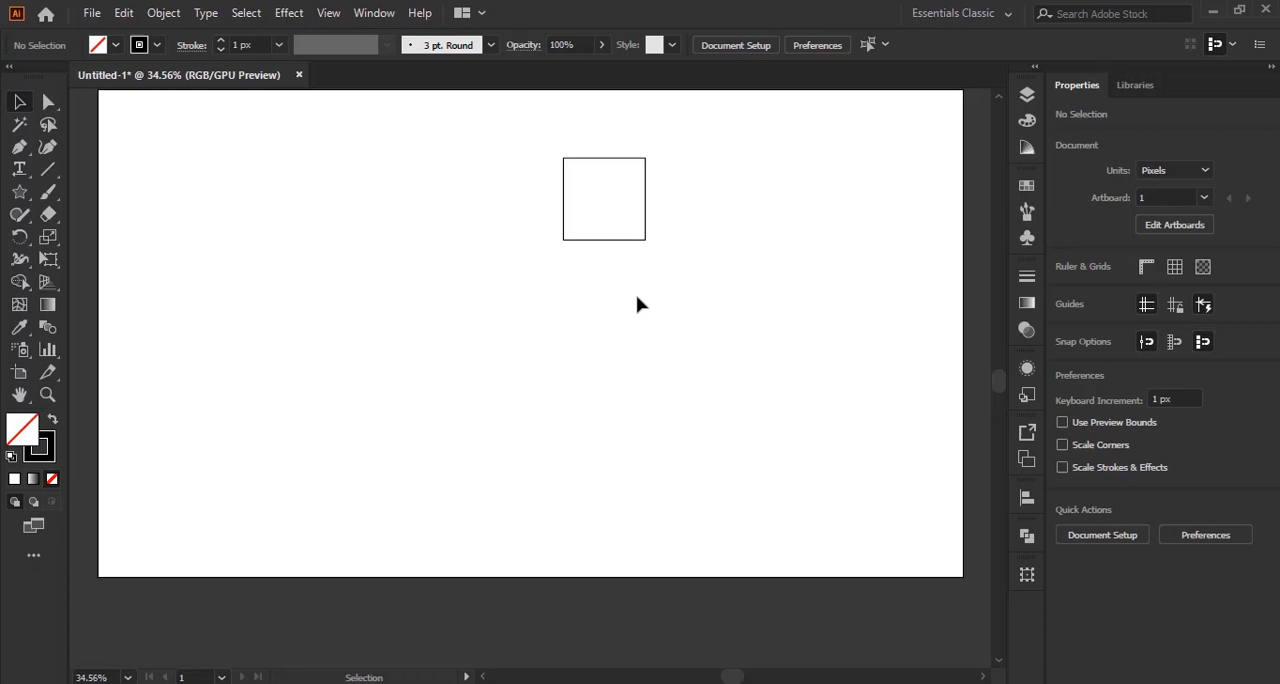 Ai File Edit Object Type Select Effect View Window Help Essentials Classic Search Adobe Stock
No Selection Stroke: 1 px 3 pt. Round Opacity: 100% Style: Document Setup Preferences
Untitled-1* @ 34.56% (RGB/GPU Preview)
Properties Libraries
No Selection
Document
Units: Pixels
Artboard: 1
Edit Artboards
Ruler & Grids
Guides
Snap Options
Preferences
Keyboard Increment: 1 px
Use Preview Bounds
Scale Corners
Scale Strokes & Effects
Quick Actions
Document Setup Preferences
34.56% 1 Selection